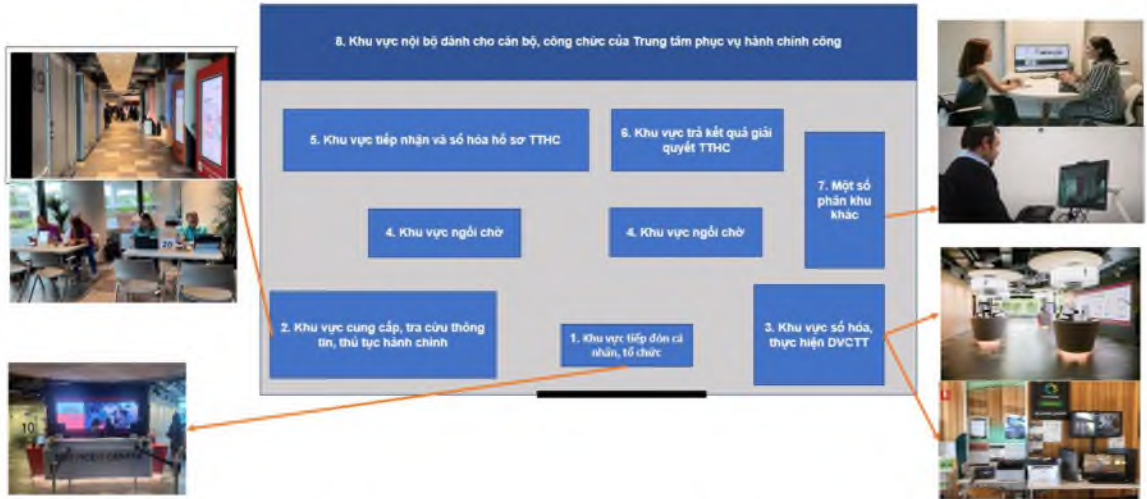 8. Khu vực nội bộ dành cho cán bộ, công chức của Trung tâm phục vụ hành chính công
5. Khu vực tiếp nhận và số hóa hồ sơ TTHC
6. Khu vực trả kết quả giải
quyết TTHC
7. Một số
phân khu
khác
4. Khu vực ngồi chờ
4. Khu vực ngồi chờ
20
2. Khu vực cung cấp, tra cứu thông
tin, thủ tục hành chính
1. Khu vực tiếp đón cá
nhân, tổ chức
3. Khu vực số hóa,
thực hiện DVCTT
10